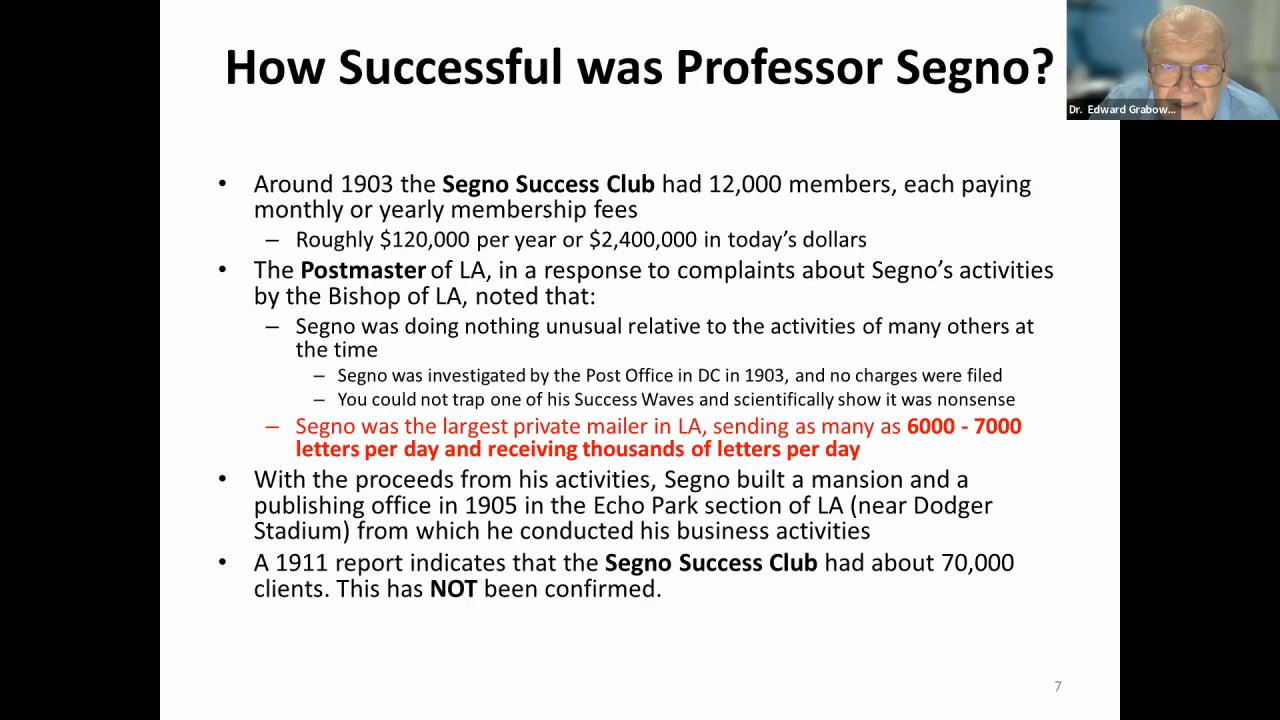 How Successful was Professor Segno?
Dr. Edward Grabow...
• Around 1903 the Segno Success Club had 12,000 members, each paying
monthly or yearly membership fees
– Roughly $120,000 per year or $2,400,000 in today’s dollars
• The Postmaster of LA, in a response to complaints about Segno’s activities
by the Bishop of LA, noted that:
– Segno was doing nothing unusual relative to the activities of many others at
the time
– Segno was investigated by the Post Office in DC in 1903, and no charges were filed
– You could not trap one of his Success Waves and scientifically show it was nonsense
– Segno was the largest private mailer in LA, sending as many as 6000 - 7000
letters per day and receiving thousands of letters per day
• With the proceeds from his activities, Segno built a mansion and a
publishing office in 1905 in the Echo Park section of LA (near Dodger
Stadium) from which he conducted his business activities
• A 1911 report indicates that the Segno Success Club had about 70,000
clients. This has NOT been confirmed.
7